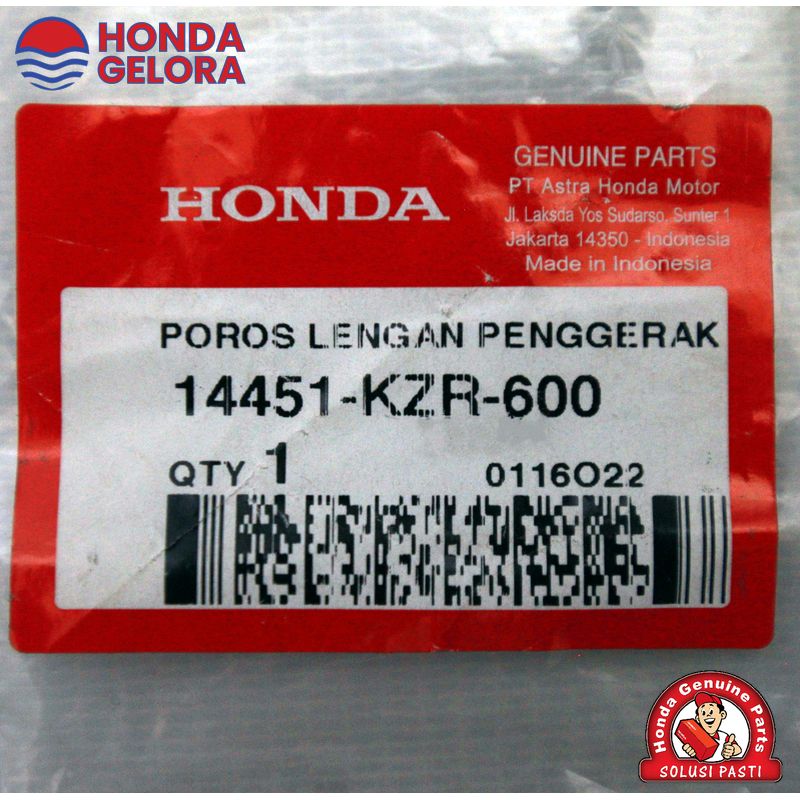 HONDA
GELORA
GENUINE PARTS
PT Astra Honda Motor
Jl. Laksda Yos Sudarso, Sunter 1
Jakarta 14350 - Indonesia
Made in Indonesia
HONDA
POROS LENGAN PENGGERAK
14451-KZR-600
QTY 1
0116O22
Honda Genuine Parts
SOLUSI PASTI